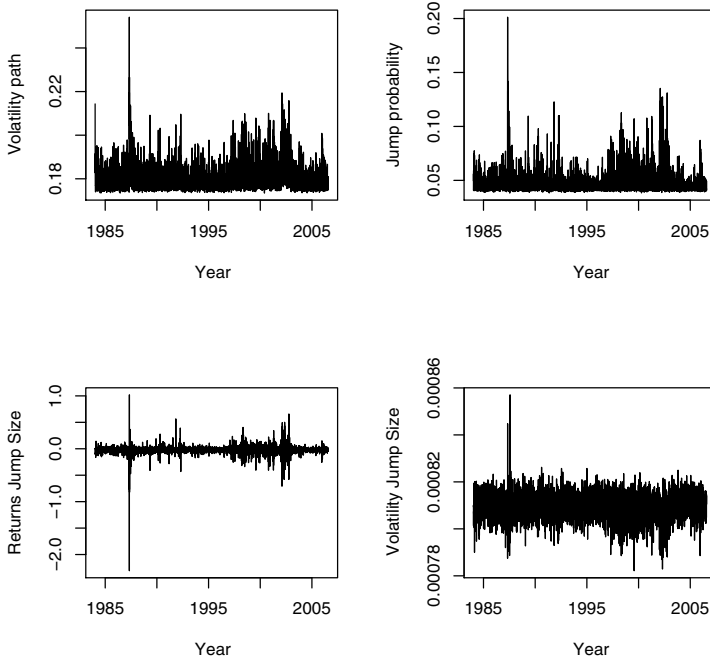 Volatility path
0.22
0.18
1985 1995 2005
Year
Jump probability
0.20
0.15
0.10
0.05
1985 1995 2005
Year
Returns Jump Size
1.0
0.0
−1.0
−2.0
1985 1995 2005
Year
Volatility Jump Size
0.00086
0.00082
0.00078
1985 1995 2005
Year